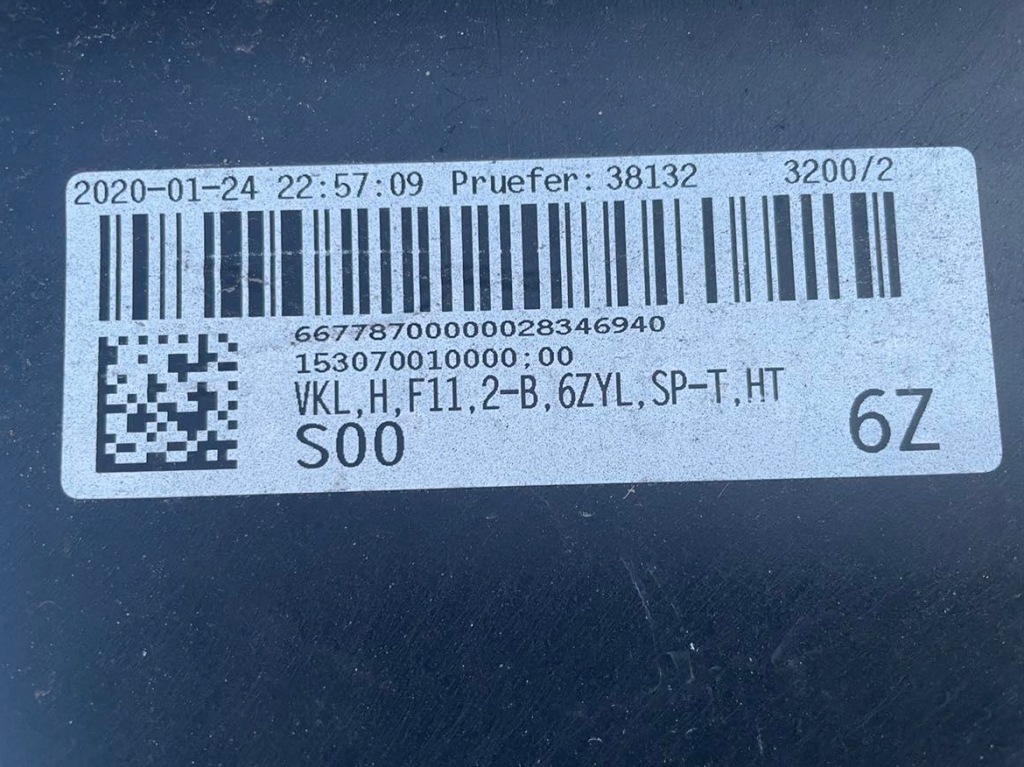 2020-01-24 22:57:09 Pruefer: 38132 3200/2
66778700000028346940
153070010000;00
VKL,H,F11,2-B,6ZYL,SP-T,HT
S00 6Z